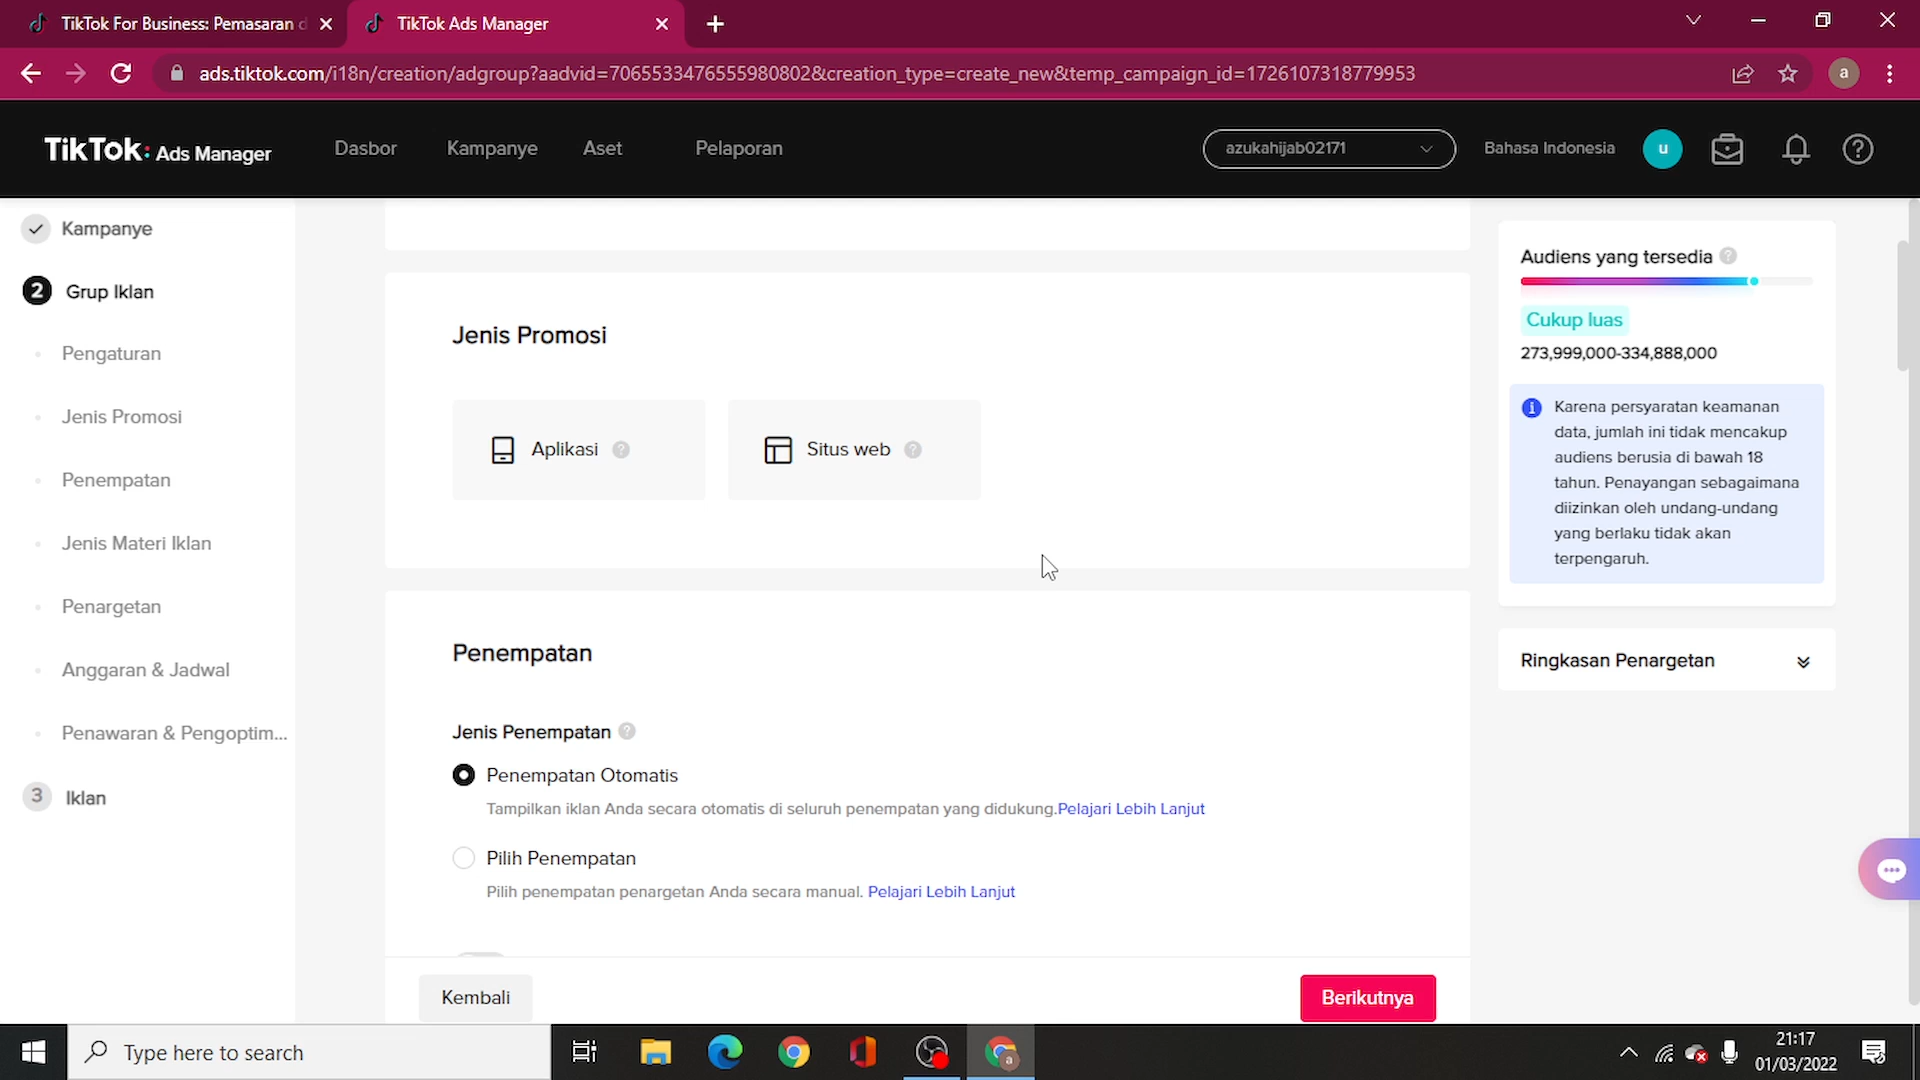 TikTok For Business: Pemasaran d
TikTok Ads Manager
ads.tiktok.com/i18n/creation/adgroup?aadvid=7065533476555980802&creation_type=create_new&temp_campaign_id=1726107318779953
a
TikTok: Ads Manager
Dasbor
Kampanye
Aset
Pelaporan
azukahijab02171
Bahasa Indonesia
u
Kampanye
2 Grup Iklan
Pengaturan
Jenis Promosi
Penempatan
Jenis Materi Iklan
Penargetan
Anggaran & Jadwal
Penawaran & Pengoptim...
3 Iklan
Jenis Promosi
Aplikasi ?
Situs web ?
Penempatan
Jenis Penempatan ?
Penempatan Otomatis
Tampilkan iklan Anda secara otomatis di seluruh penempatan yang didukung.Pelajari Lebih Lanjut
Pilih Penempatan
Pilih penempatan penargetan Anda secara manual. Pelajari Lebih Lanjut
Kembali
Berikutnya
Audiens yang tersedia ?
Cukup luas
273,999,000-334,888,000
Karena persyaratan keamanan
data, jumlah ini tidak mencakup
audiens berusia di bawah 18
tahun. Penayangan sebagaimana
diizinkan oleh undang-undang
yang berlaku tidak akan
terpengaruh.
Ringkasan Penargetan
Type here to search
a
21:17
01/03/2022